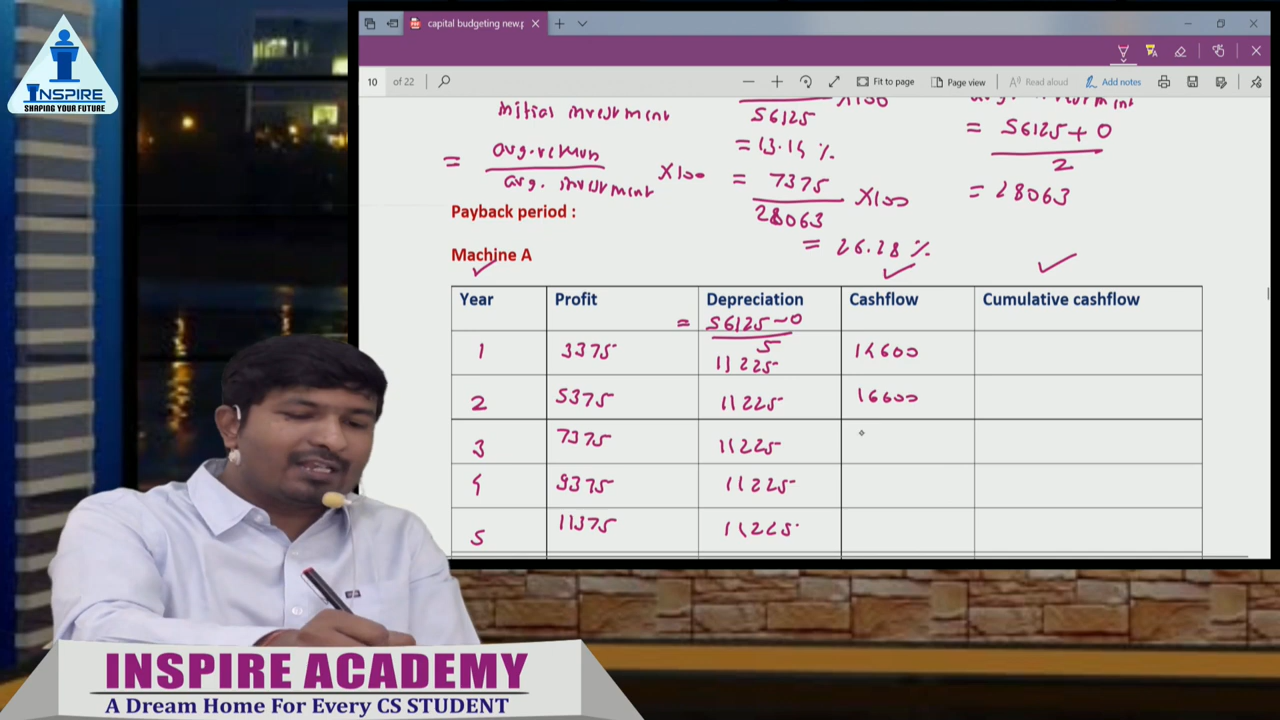 INSPIRE
SHAPING YOUR FUTURE
capital budgeting new.p
10 of 22
Fit to page
Page view
Read aloud
Add notes
initial investment
56125
= 13.14 %
= 56125 + 0
2
= 28063
= avg. return
avg. investment
X100
= 7375
28063
X100
= 26.28 %
Payback period :
Machine A
Year Profit Depreciation Cashflow Cumulative cashflow
= 56125 - 0
5
1 3375 11225 14600
2 5375 11225 16600
3 7375 11225
4 9375 11225
5 11375 11225
INSPIRE ACADEMY
A Dream Home For Every CS STUDENT